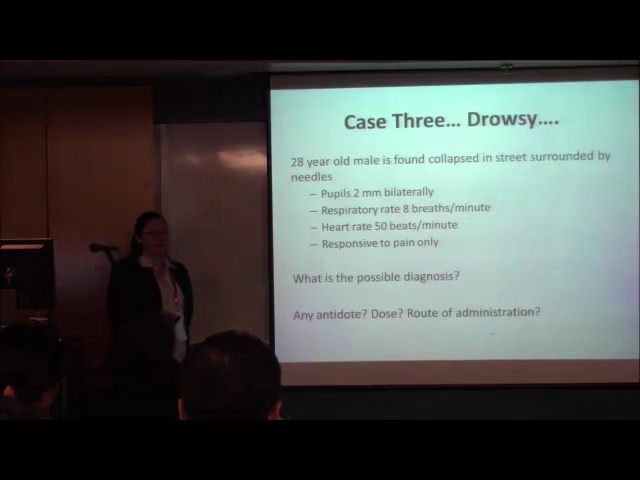 Case Three... Drowsy....
28 year old male is found collapsed in street surrounded by
needles
– Pupils 2 mm bilaterally
– Respiratory rate 8 breaths/minute
– Heart rate 50 beats/minute
– Responsive to pain only
What is the possible diagnosis?
Any antidote? Dose? Route of administration?